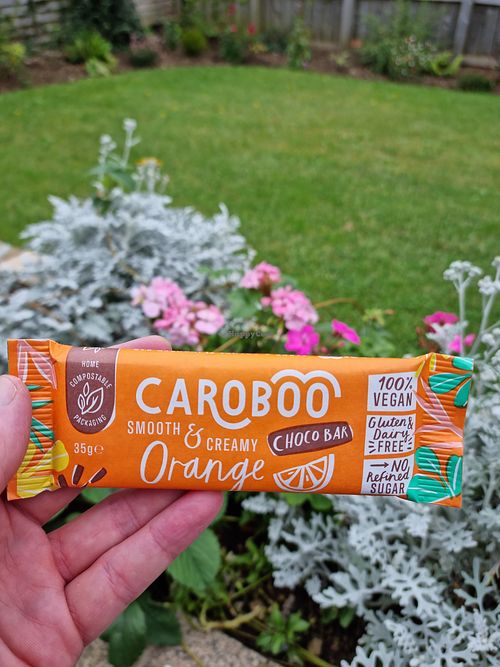 HOME
COMPOSTABLE
PACKAGING
35g℮
CAROBOO
SMOOTH & CREAMY
CHOCO BAR
Orange
100%
VEGAN
Gluten &
Dairy
FREE
NO
Refined
SUGAR